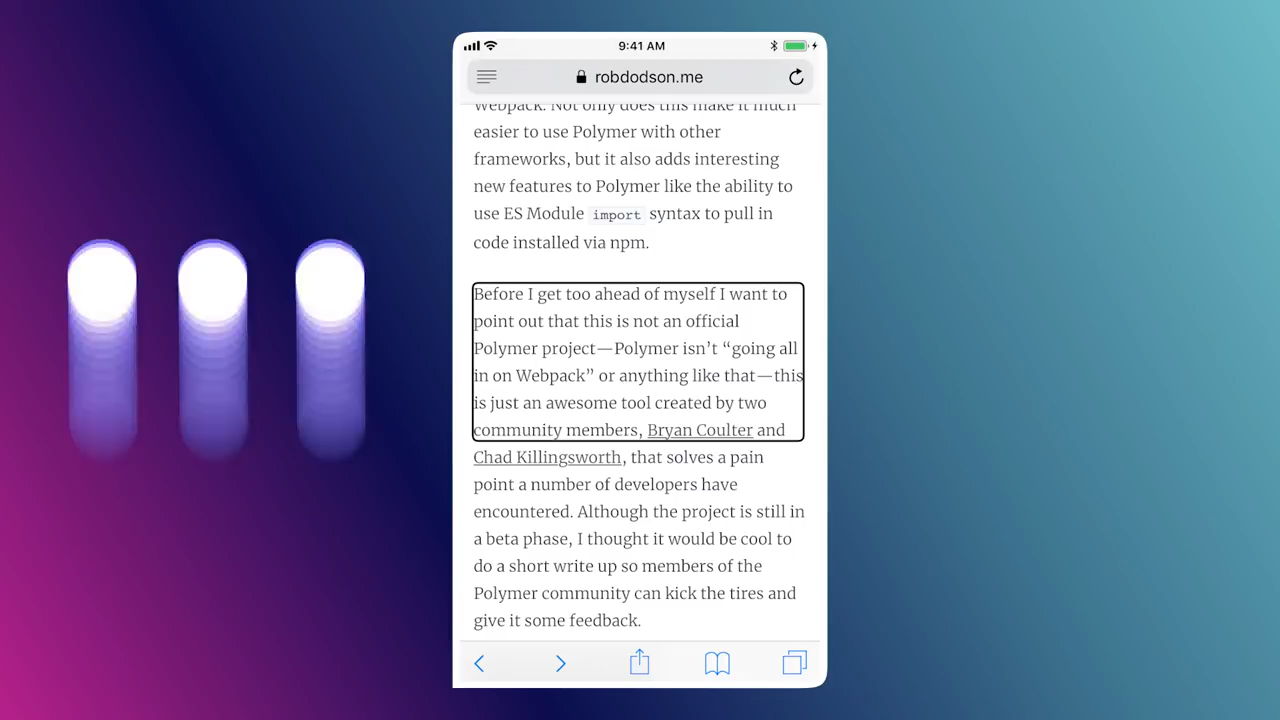 9:41 AM
robdodson.me
Webpack. Not only does this make it much
easier to use Polymer with other
frameworks, but it also adds interesting
new features to Polymer like the ability to
use ES Module import syntax to pull in
code installed via npm.
Before I get too ahead of myself I want to
point out that this is not an official
Polymer project—Polymer isn’t “going all
in on Webpack” or anything like that—this
is just an awesome tool created by two
community members, Bryan Coulter and
Chad Killingsworth, that solves a pain
point a number of developers have
encountered. Although the project is still in
a beta phase, I thought it would be cool to
do a short write up so members of the
Polymer community can kick the tires and
give it some feedback.